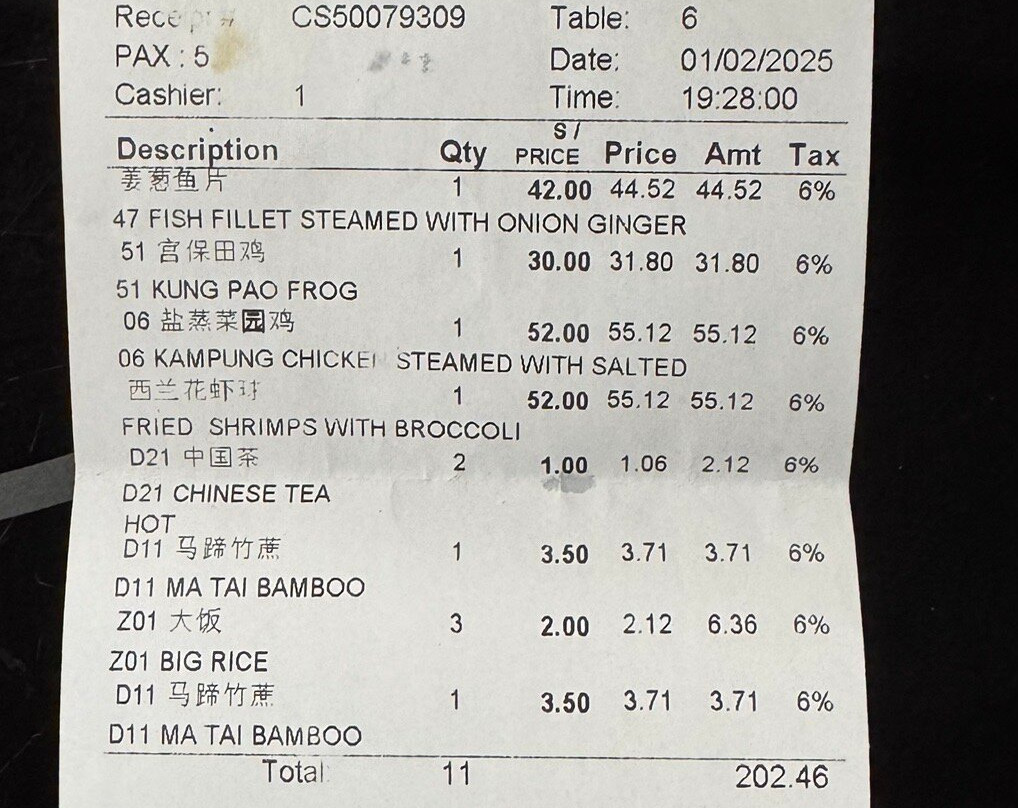 Receipt # CS50079309 Table: 6
PAX : 5 Date: 01/02/2025
Cashier: 1 Time: 19:28:00
S/
Description Qty PRICE Price Amt Tax
姜葱鱼片 1 42.00 44.52 44.52 6%
47 FISH FILLET STEAMED WITH ONION GINGER
51 宫保田鸡 1 30.00 31.80 31.80 6%
51 KUNG PAO FROG
06 盐蒸菜园鸡 1 52.00 55.12 55.12 6%
06 KAMPUNG CHICKEN STEAMED WITH SALTED
西兰花虾球 1 52.00 55.12 55.12 6%
FRIED SHRIMPS WITH BROCCOLI
D21 中国茶 2 1.00 1.06 2.12 6%
D21 CHINESE TEA
HOT
D11 马蹄竹蔗 1 3.50 3.71 3.71 6%
D11 MA TAI BAMBOO
Z01 大饭 3 2.00 2.12 6.36 6%
Z01 BIG RICE
D11 马蹄竹蔗 1 3.50 3.71 3.71 6%
D11 MA TAI BAMBOO
Total: 11 202.46